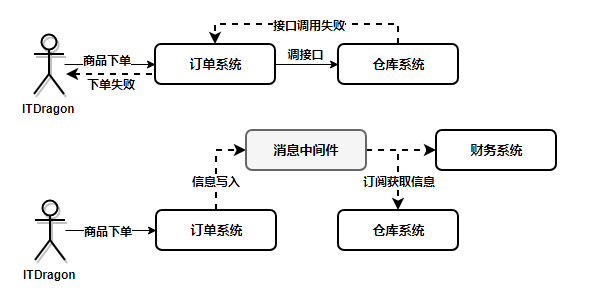 接口调用失败
商品下单
订单系统
调接口
仓库系统
下单失败
ITDragon
消息中间件
财务系统
信息写入
订阅获取信息
商品下单
订单系统
仓库系统
ITDragon